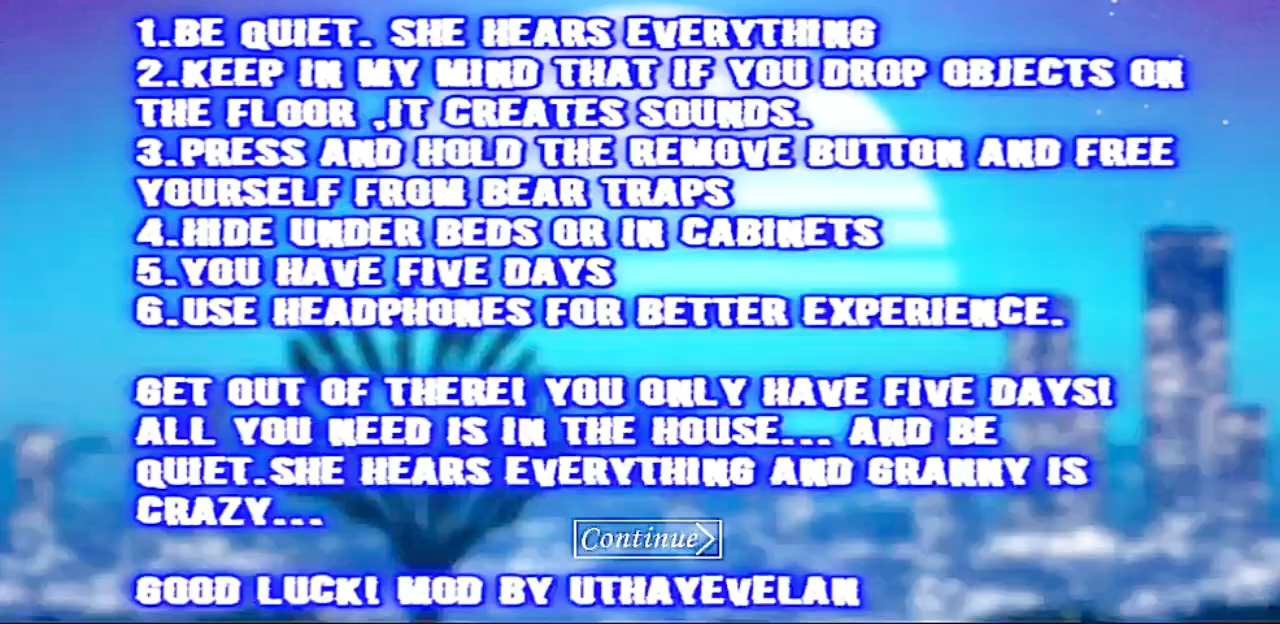 1.BE QUIET. SHE HEARS EVERYTHING
2.KEEP IN MY MIND THAT IF YOU DROP OBJECTS ON
THE FLOOR ,IT CREATES SOUNDS.
3.PRESS AND HOLD THE REMOVE BUTTON AND FREE
YOURSELF FROM BEAR TRAPS
4.HIDE UNDER BEDS OR IN CABINETS
5.YOU HAVE FIVE DAYS
6.USE HEADPHONES FOR BETTER EXPERIENCE.
GET OUT OF THERE! YOU ONLY HAVE FIVE DAYS!
ALL YOU NEED IS IN THE HOUSE... AND BE
QUIET.SHE HEARS EVERYTHING AND GRANNY IS
CRAZY...
Continue>
GOOD LUCK! MOD BY UTHAYEVELAN